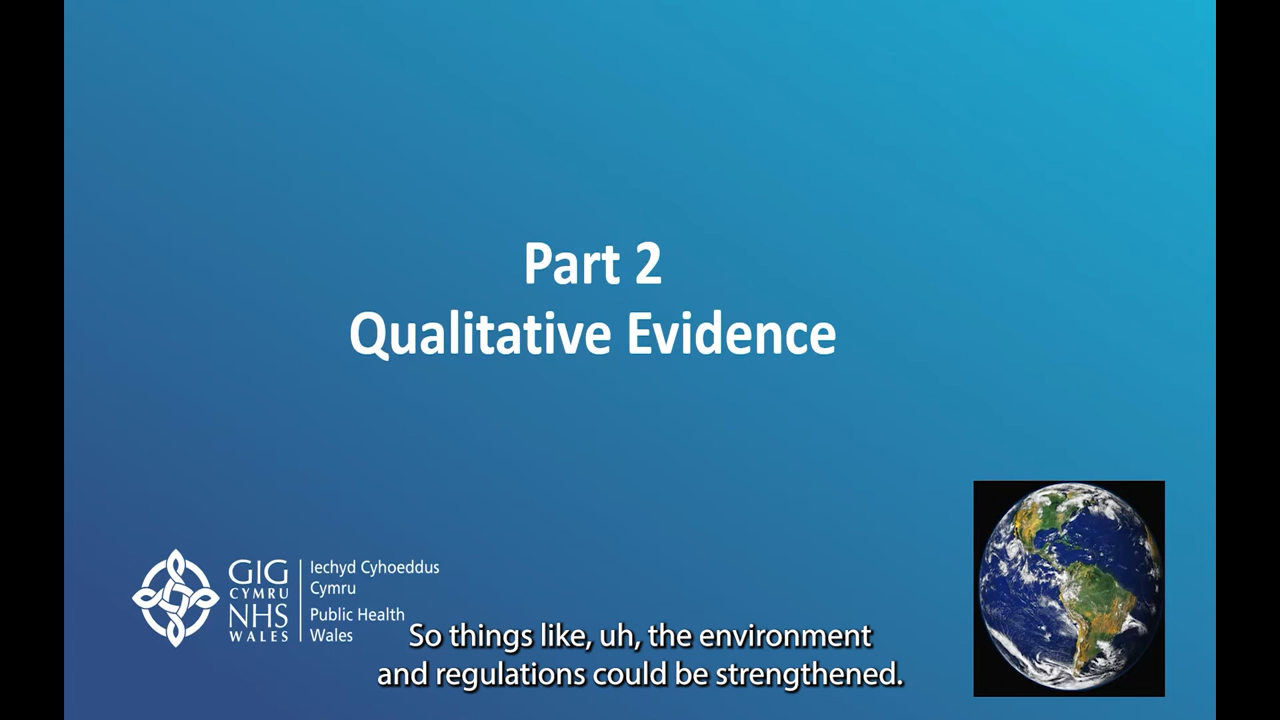 Part 2
Qualitative Evidence
GIG
CYMRU
NHS
WALES
Iechyd Cyhoeddus
Cymru
Public Health
Wales
So things like, uh, the environment
and regulations could be strengthened.